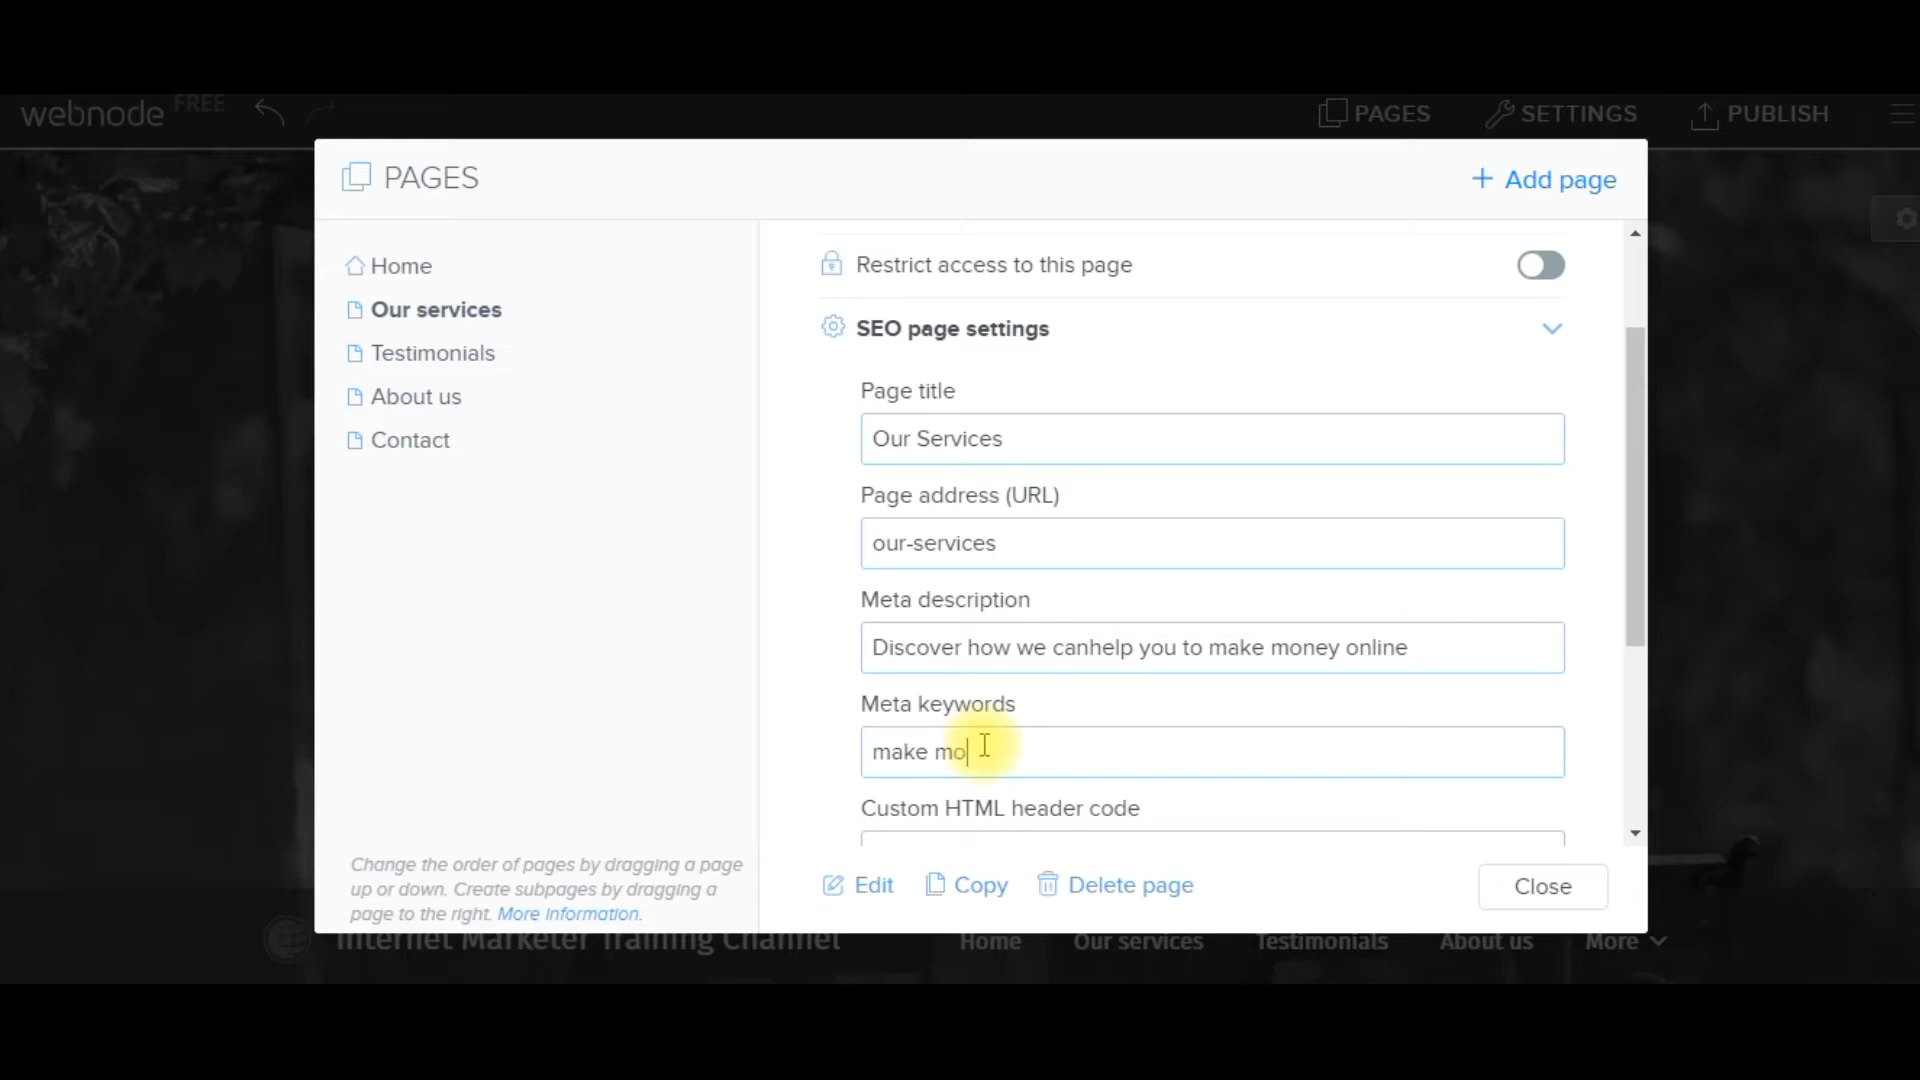 webnode FREE
PAGES
SETTINGS
PUBLISH
PAGES
+ Add page
Home
Our services
Testimonials
About us
Contact
Restrict access to this page
SEO page settings
Page title
Our Services
Page address (URL)
our-services
Meta description
Discover how we canhelp you to make money online
Meta keywords
make mo
Custom HTML header code
Change the order of pages by dragging a page
up or down. Create subpages by dragging a
page to the right. More information.
Edit
Copy
Delete page
Close
Internet Marketer Training Channel
Home
Our services
Testimonials
About us
More